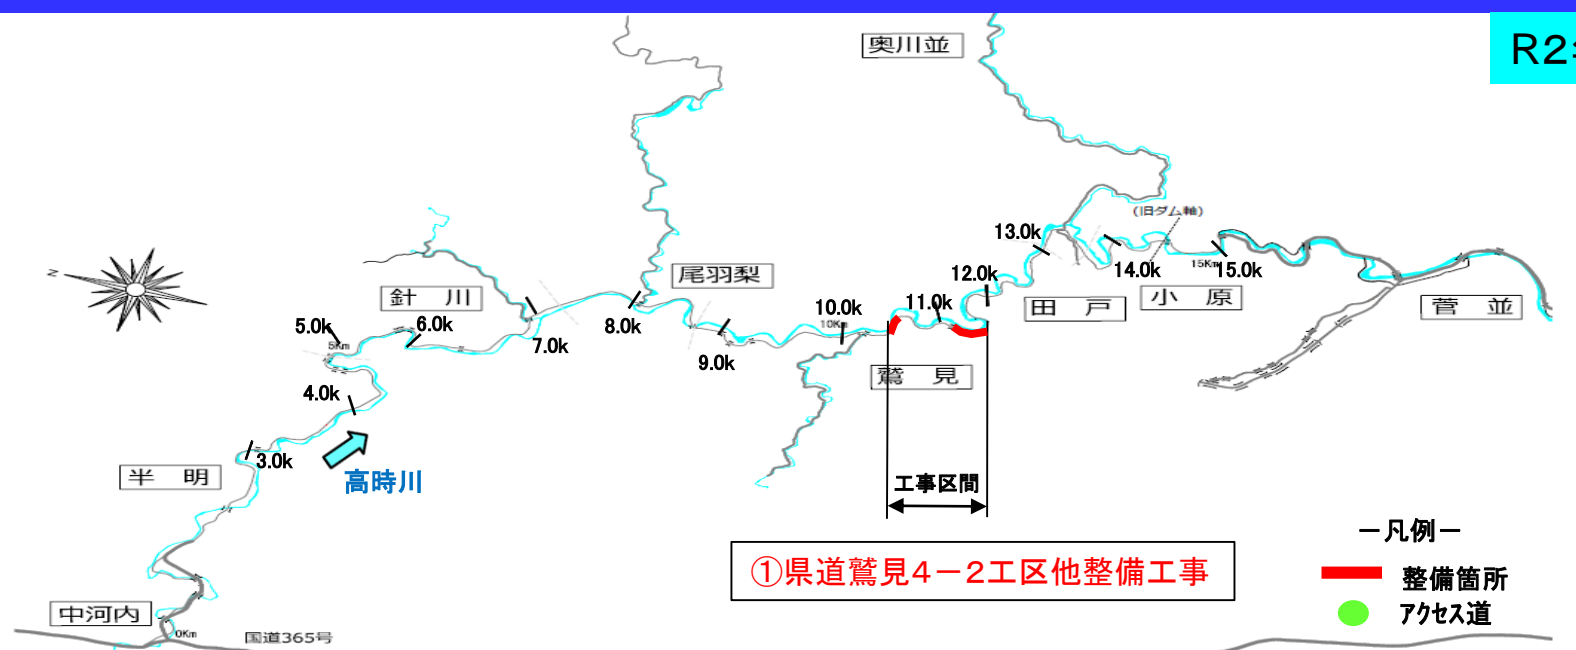 奥川並
R2
(旧ダム軸)
13.0k
14.0k
15Km
15.0k
尾羽梨
12.0k
針 川
田 戸
小 原
菅 並
10.0k
10Km
11.0k
5.0k
5Km
6.0k
7.0k
8.0k
9.0k
N
4.0k
鷲 見
3.0k
半 明
高時川
工事区間
①県道鷲見4-2工区他整備工事
-凡例-
整備箇所
アクセス道
中河内
0Km
国道365号